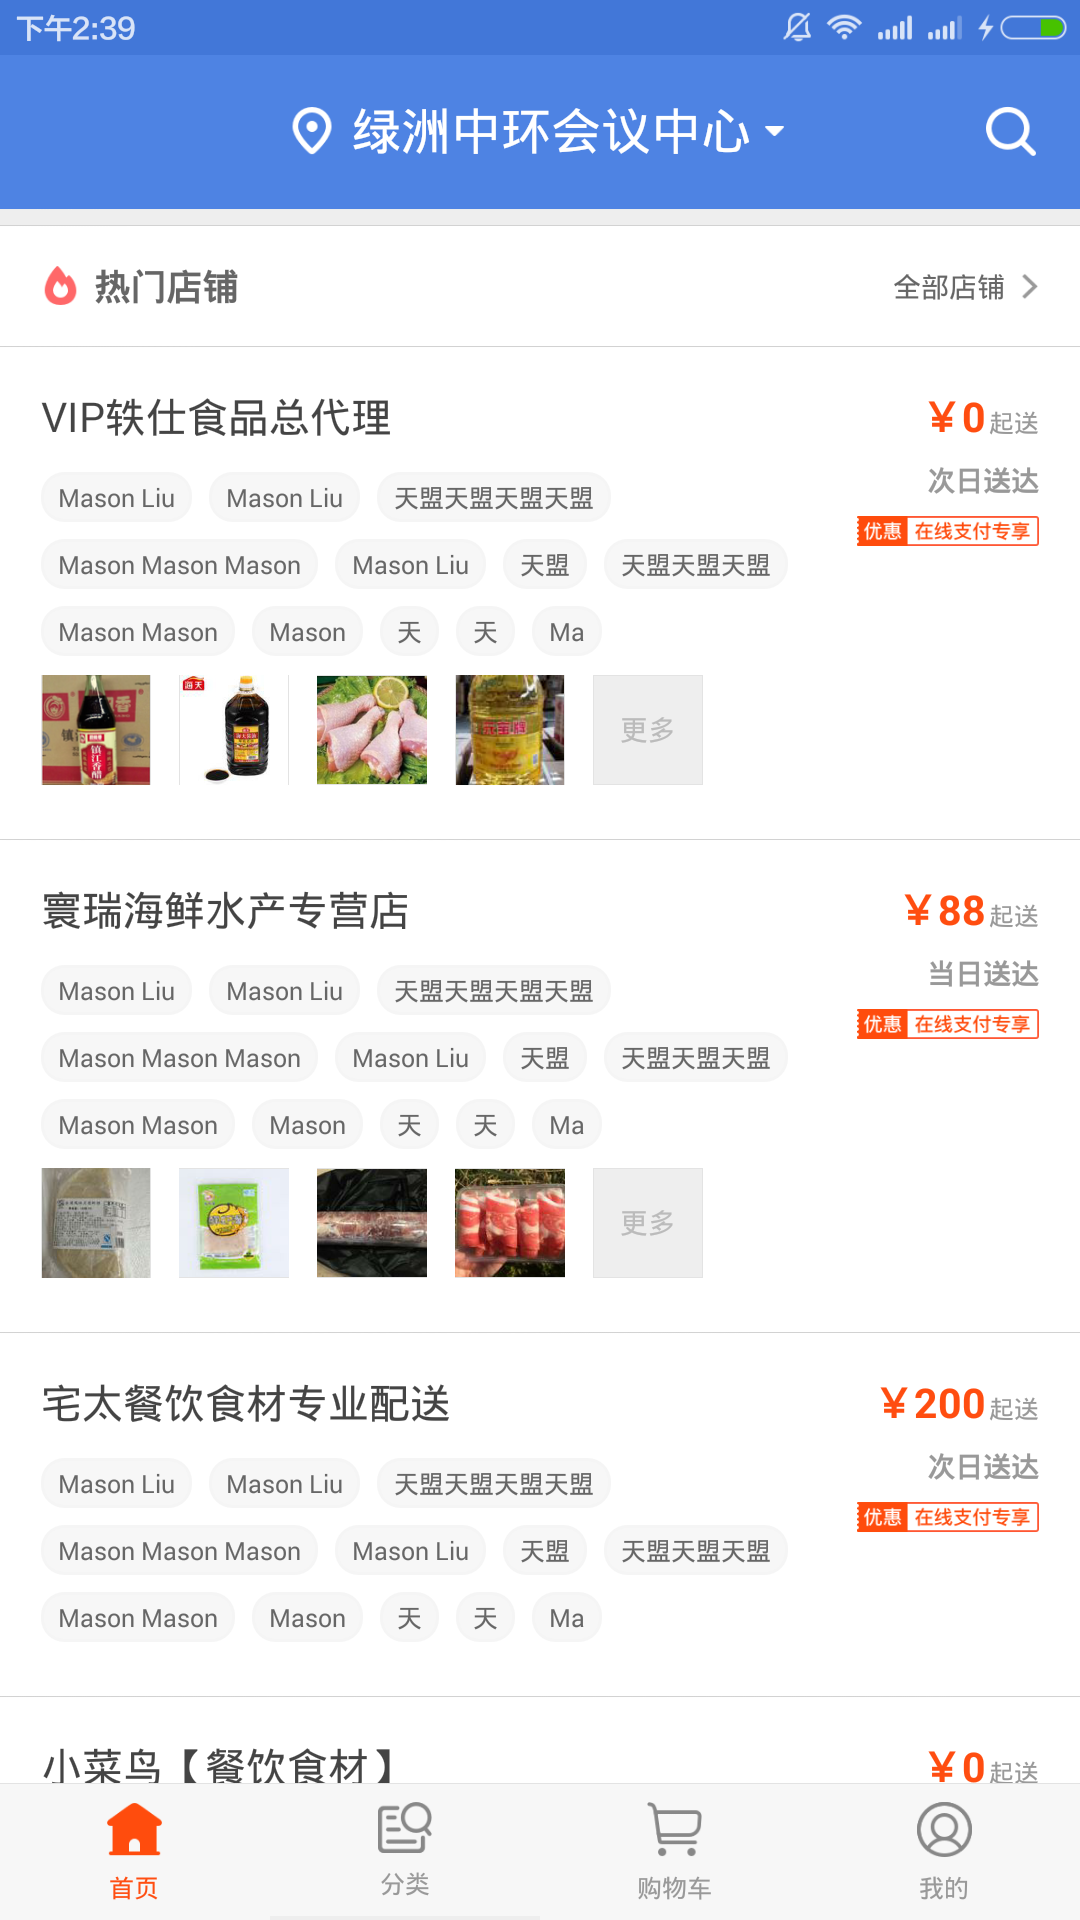 下午2:39
绿洲中环会议中心
热门店铺 全部店铺
VIP轶仕食品总代理 ¥0起送
次日送达
Mason Liu Mason Liu 天盟天盟天盟天盟
优惠 在线支付专享
Mason Mason Mason Mason Liu 天盟 天盟天盟天盟
Mason Mason Mason 天 天 Ma
海天
镇江香醋
更多
寰瑞海鲜水产专营店 ¥88起送
当日送达
Mason Liu Mason Liu 天盟天盟天盟天盟
优惠 在线支付专享
Mason Mason Mason Mason Liu 天盟 天盟天盟天盟
Mason Mason Mason 天 天 Ma
更多
宅太餐饮食材专业配送 ¥200起送
次日送达
Mason Liu Mason Liu 天盟天盟天盟天盟
优惠 在线支付专享
Mason Mason Mason Mason Liu 天盟 天盟天盟天盟
Mason Mason Mason 天 天 Ma
小菜鸟【餐饮食材】 ¥0起送
首页 分类 购物车 我的